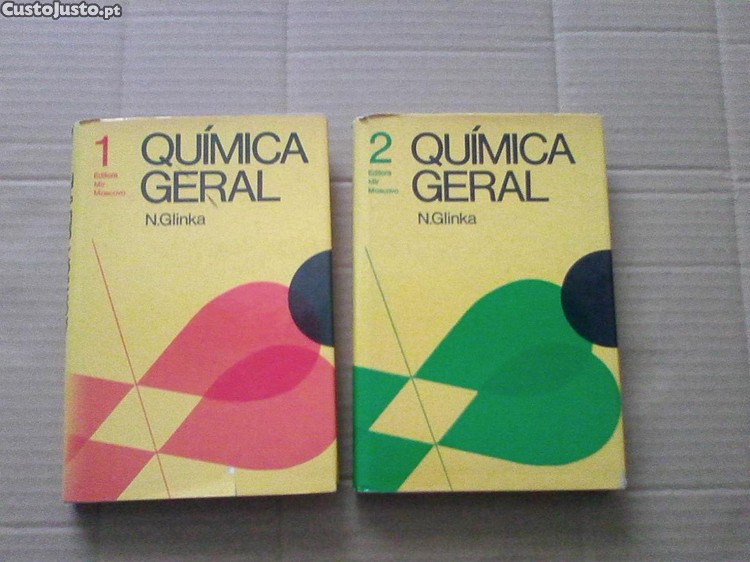 CustoJusto.pt
1
Editora
Mir
Moscovo
QUÍMICA
GERAL
N.Glinka
2
Editora
Mir
Moscovo
QUÍMICA
GERAL
N.Glinka